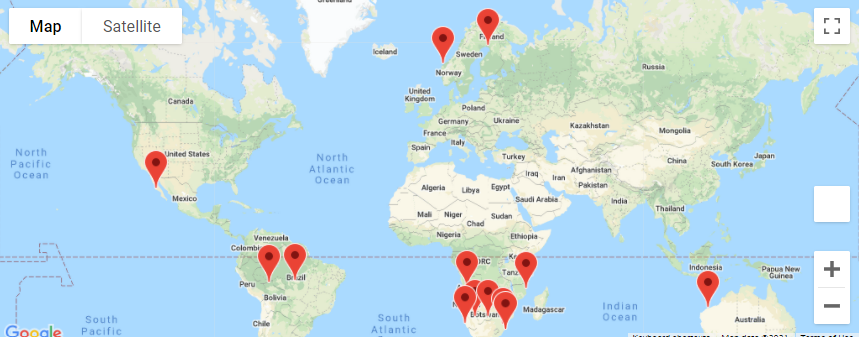 Greenland
Map
Satellite
Iceland
Finland
Sweden
Norway
Russia
Canada
United
Kingdom
Poland
Germany
Ukraine
France
Kazakhstan
Mongolia
North
Pacific
Ocean
United States
North
Atlantic
Ocean
Spain
Italy
Turkey
China
South Korea
Japan
Iraq
Iran
Afghanistan
Pakistan
Mexico
Algeria
Libya
Egypt
Saudi Arabia
India
Thailand
Mali
Niger
Chad
Sudan
Nigeria
Ethiopia
Venezuela
Colombia
DRC
Indonesia
Papua New
Guinea
Peru
Brazil
Bolivia
Madagascar
Chile
South
Pacific
South
Atlantic
Indian
Ocean
Australia
Google
Keyboard shortcuts
Map data ©2021
Terms of Use